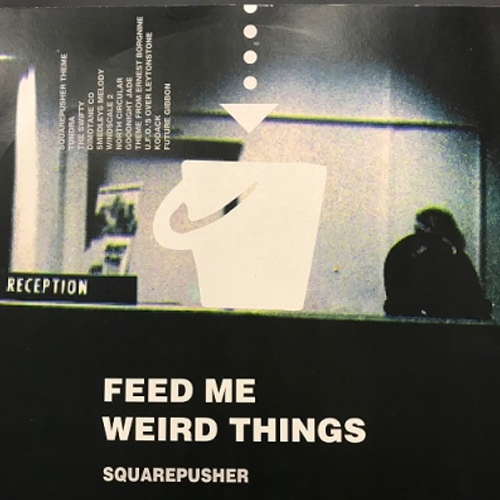 SQUAREPUSHER THEME
TUNDRA
THE SWIFTY
DIMOTANE CO
SMEDLEYS MELODY
WINDSCALE 2
NORTH CIRCULAR
GOODNIGHT JADE
THEME FROM ERNEST BORGNINE
U.F.O.'S OVER LEYTONSTONE
KODACK
FUTURE GIBBON
RECEPTION
FEED ME
WEIRD THINGS
SQUAREPUSHER